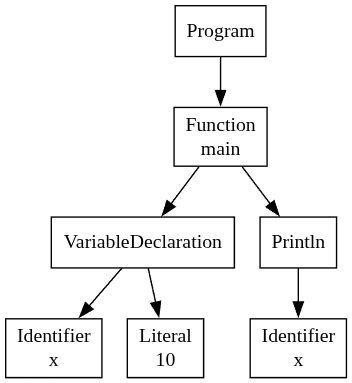 Program
Function
main
VariableDeclaration
Println
Identifier
x
Literal
10
Identifier
x